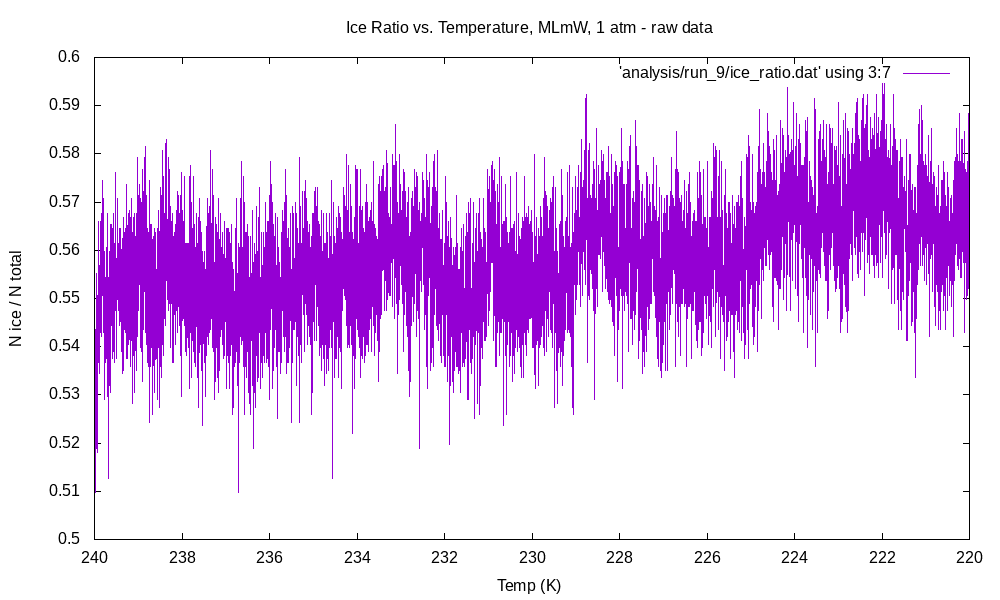 Ice Ratio vs. Temperature, MLmW, 1 atm - raw data
'analysis/run_9/ice_ratio.dat' using 3:7
0.6
0.59
0.58
0.57
0.56
0.55
0.54
0.53
0.52
0.51
0.5
N ice / N total
240 238 236 234 232 230 228 226 224 222 220
Temp (K)